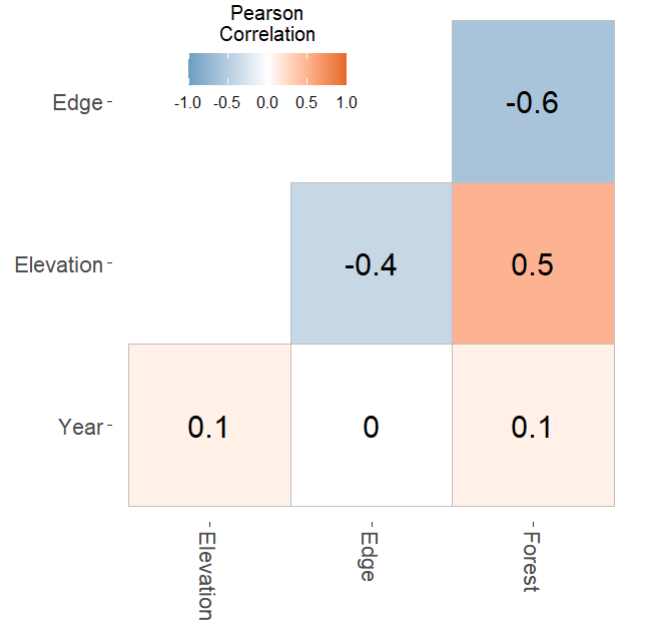 Pearson
Correlation
-1.0 -0.5 0.0 0.5 1.0
Edge
-0.6
Elevation
-0.4
0.5
Year
0.1
0
0.1
Elevation
Edge
Forest